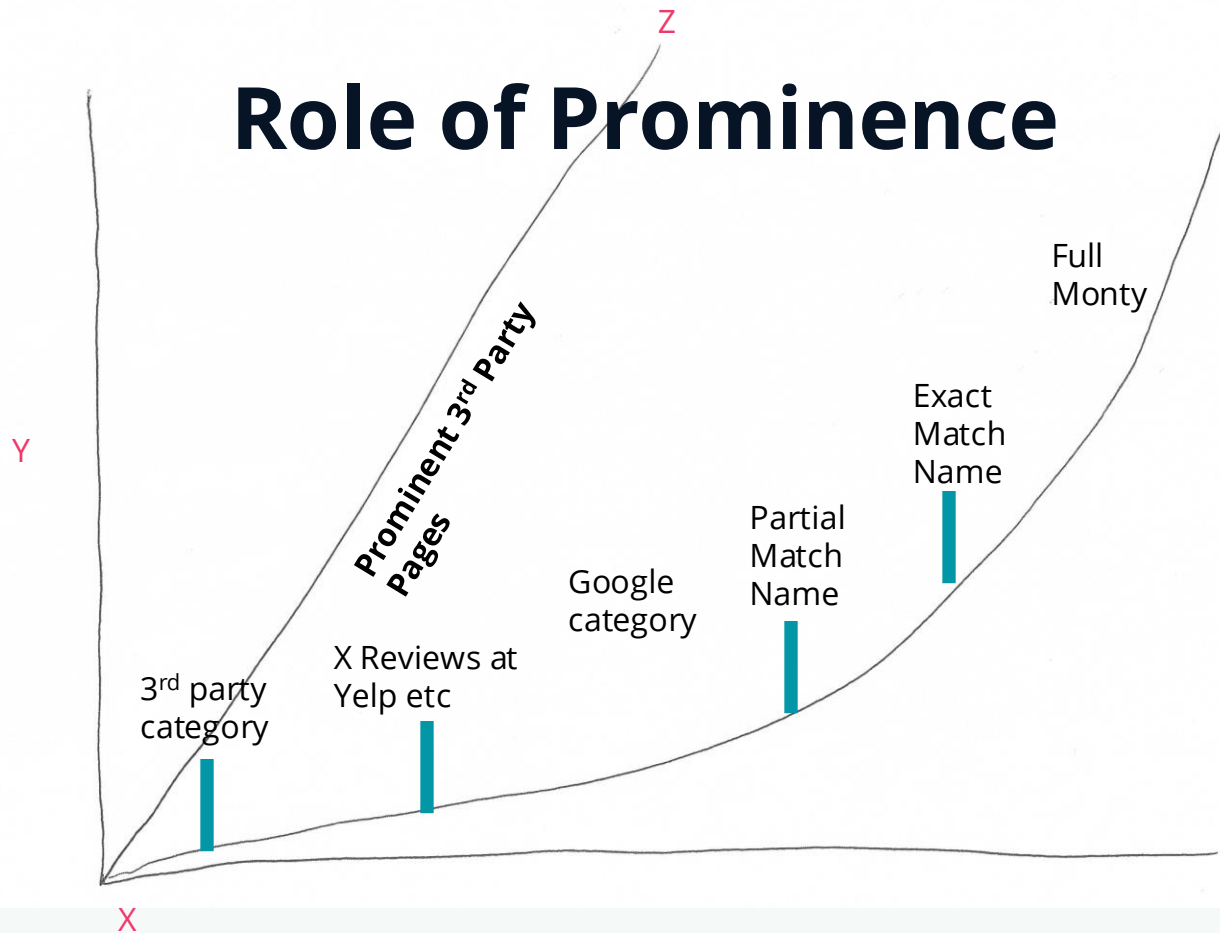 Z
Role of Prominence
Full
Monty
Exact
Match
Name
Y
Prominent 3rd Party
Pages
Partial
Match
Name
Google
category
X Reviews at
Yelp etc
3rd party
category
X